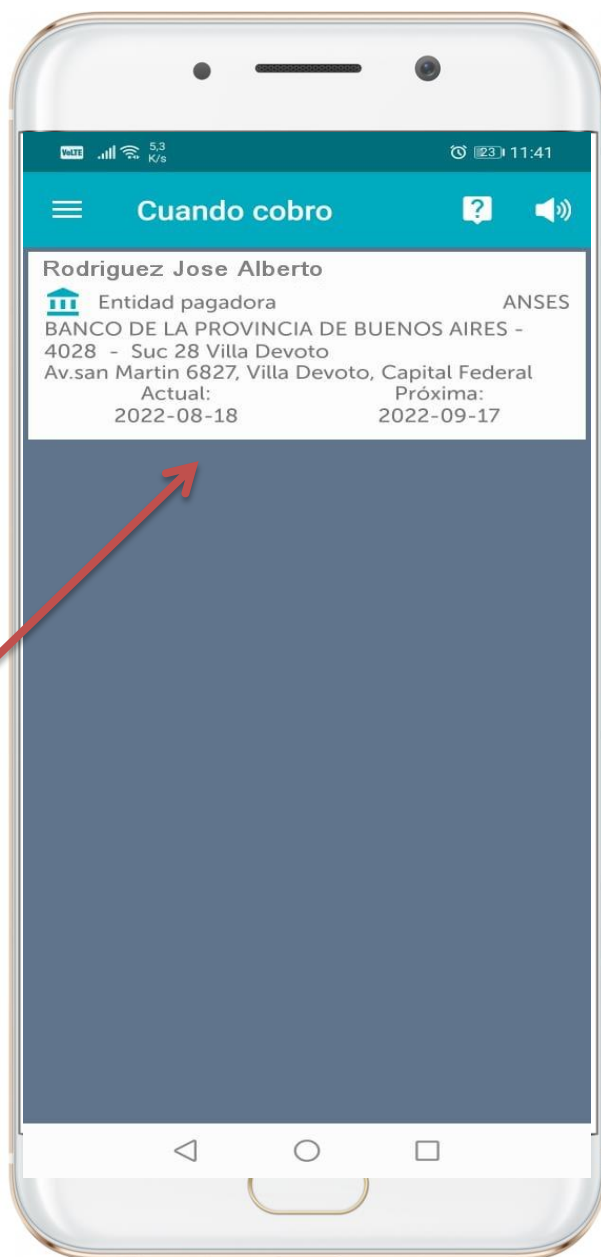 VoLTE 5,3 K/s 23 11:41
Cuando cobro ?
Rodriguez Jose Alberto
Entidad pagadora ANSES
BANCO DE LA PROVINCIA DE BUENOS AIRES -
4028 - Suc 28 Villa Devoto
Av.san Martin 6827, Villa Devoto, Capital Federal
Actual: Próxima:
2022-08-18 2022-09-17